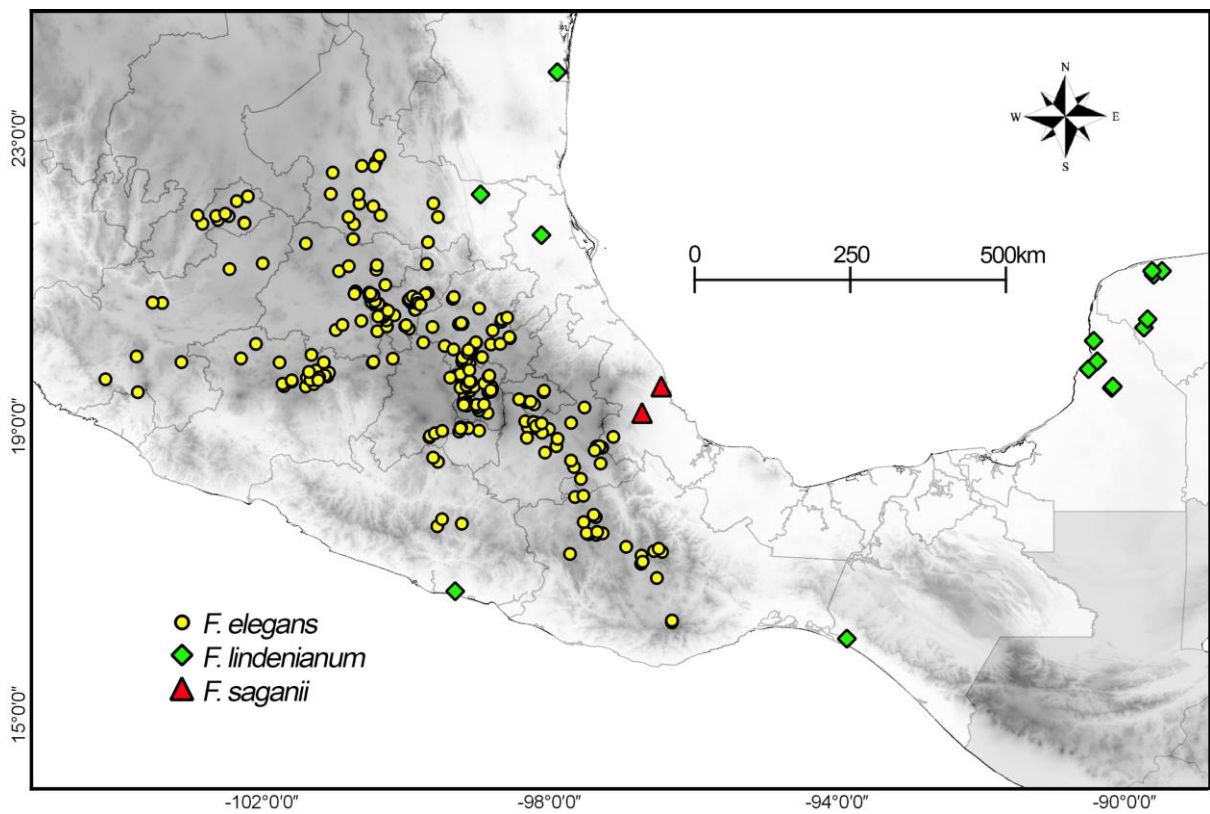 N
W E
S
0 250 500km
23°0'0"
19°0'0"
15°0'0"
F. elegans
F. lindenianum
F. saganii
-102°0'0" -98°0'0" -94°0'0" -90°0'0"